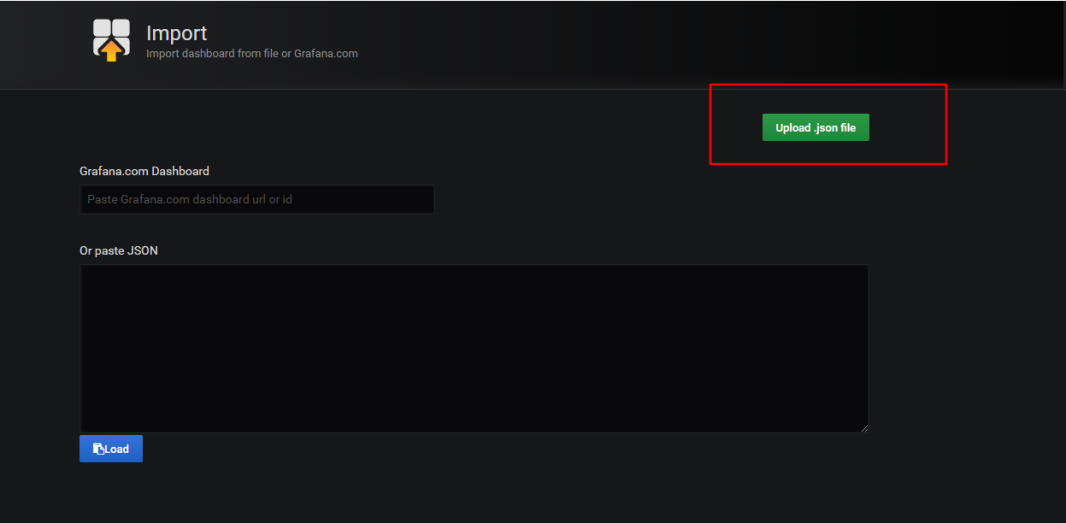 Import
Import dashboard from file or Grafana.com
Upload .json file
Grafana.com Dashboard
Paste Grafana.com dashboard url or id
Or paste JSON
Load